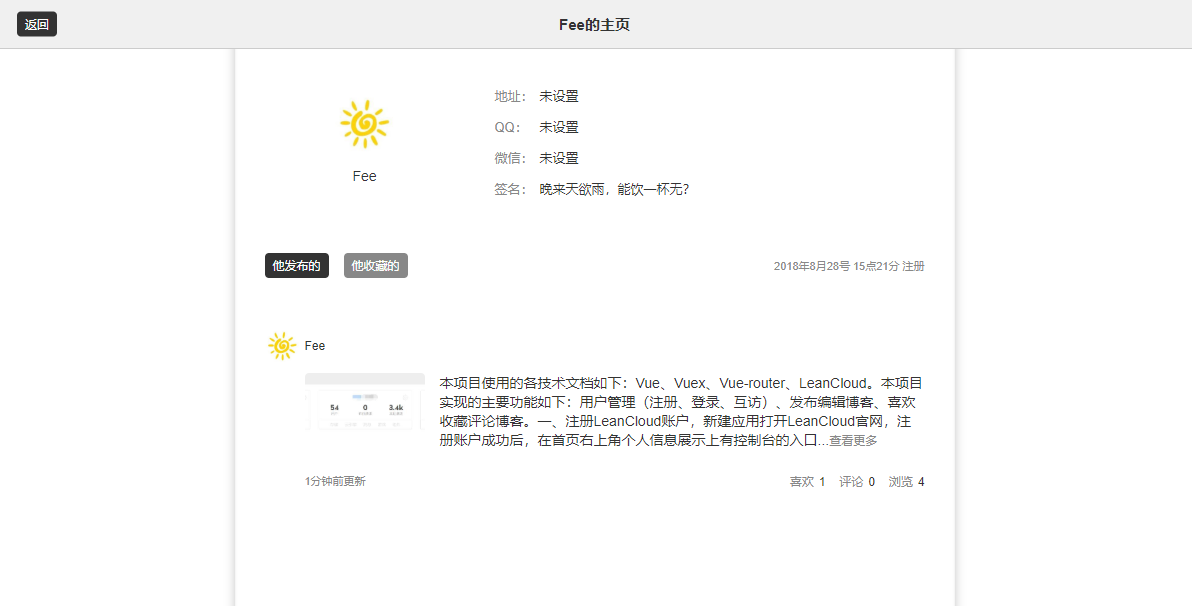 返回
Fee的主页
地址： 未设置
QQ： 未设置
微信： 未设置
签名： 晚来天欲雨，能饮一杯无？
Fee
他发布的 他收藏的 2018年8月28号 15点21分 注册
Fee
54 0 3.4k
本项目使用的各技术文档如下：Vue、Vuex、Vue-router、LeanCloud。本项目
实现的主要功能如下：用户管理（注册、登录、互访）、发布编辑博客、喜欢
收藏评论博客。一、注册LeanCloud账户，新建应用打开LeanCloud官网，注
册账户成功后，在首页右上角个人信息展示上有控制台的入口...查看更多
1分钟前更新 喜欢 1 评论 0 浏览 4